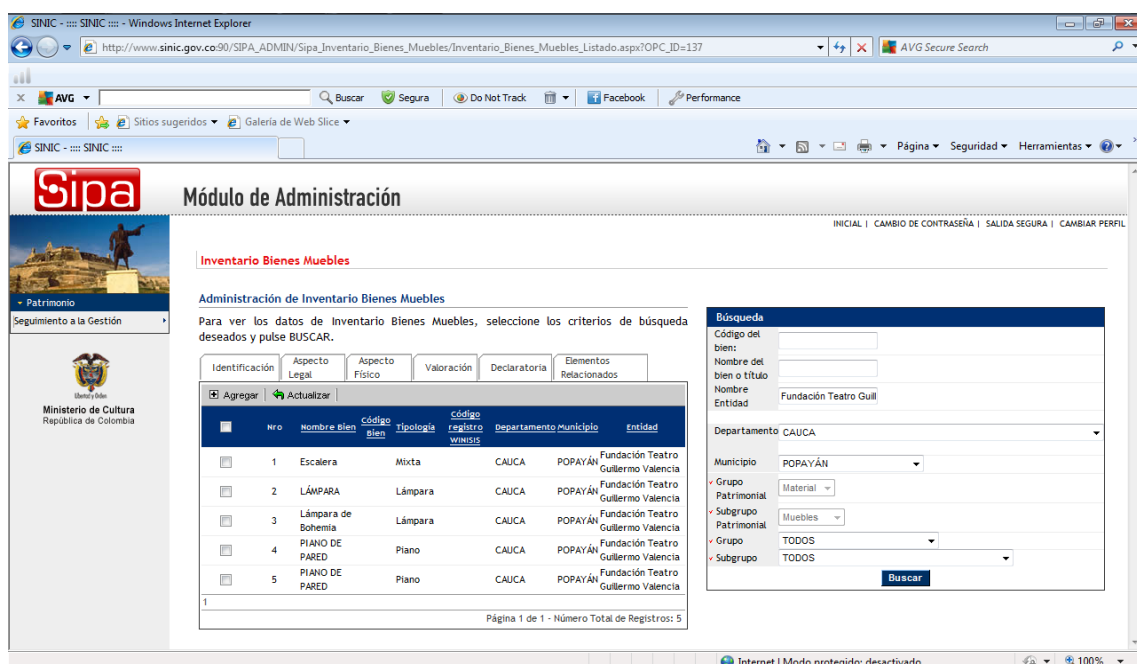 SINIC - :::: SINIC :::: - Windows Internet Explorer
http://www.sinic.gov.co:90/SIPA_ADMIN/Sipa_Inventario_Bienes_Muebles/Inventario_Bienes_Muebles_Listado.aspx?OPC_ID=137
AVG Secure Search
X AVG Buscar Segura Do Not Track Facebook Performance
Favoritos Sitios sugeridos Galería de Web Slice
SINIC - :::: SINIC :::: Página Seguridad Herramientas
Sipa
Módulo de Administración
INICIAL | CAMBIO DE CONTRASEÑA | SALIDA SEGURA | CAMBIAR PERFIL
Inventario Bienes Muebles
Patrimonio
Seguimiento a la Gestión
Libertad y Orden
Ministerio de Cultura
República de Colombia
Administración de Inventario Bienes Muebles
Para ver los datos de Inventario Bienes Muebles, seleccione los criterios de búsqueda
deseados y pulse BUSCAR.
Identificación Aspecto Legal Aspecto Físico Valoración Declaratoria Elementos Relacionados
Agregar Actualizar
Nro Nombre Bien Código Bien Tipología Código registro WINISIS Departamento Municipio Entidad
1 Escalera Mixta CAUCA POPAYÁN Fundación Teatro Guillermo Valencia
2 LÁMPARA Lámpara CAUCA POPAYÁN Fundación Teatro Guillermo Valencia
3 Lámpara de Bohemia Lámpara CAUCA POPAYÁN Fundación Teatro Guillermo Valencia
4 PIANO DE PARED Piano CAUCA POPAYÁN Fundación Teatro Guillermo Valencia
5 PIANO DE PARED Piano CAUCA POPAYÁN Fundación Teatro Guillermo Valencia
1
Página 1 de 1 - Número Total de Registros: 5
Búsqueda
Código del bien:
Nombre del bien o título
Nombre Entidad Fundación Teatro Guill
Departamento CAUCA
Municipio POPAYÁN
Grupo Patrimonial Material
Subgrupo Patrimonial Muebles
Grupo TODOS
Subgrupo TODOS
Buscar
Internet | Modo protegido: desactivado 100%